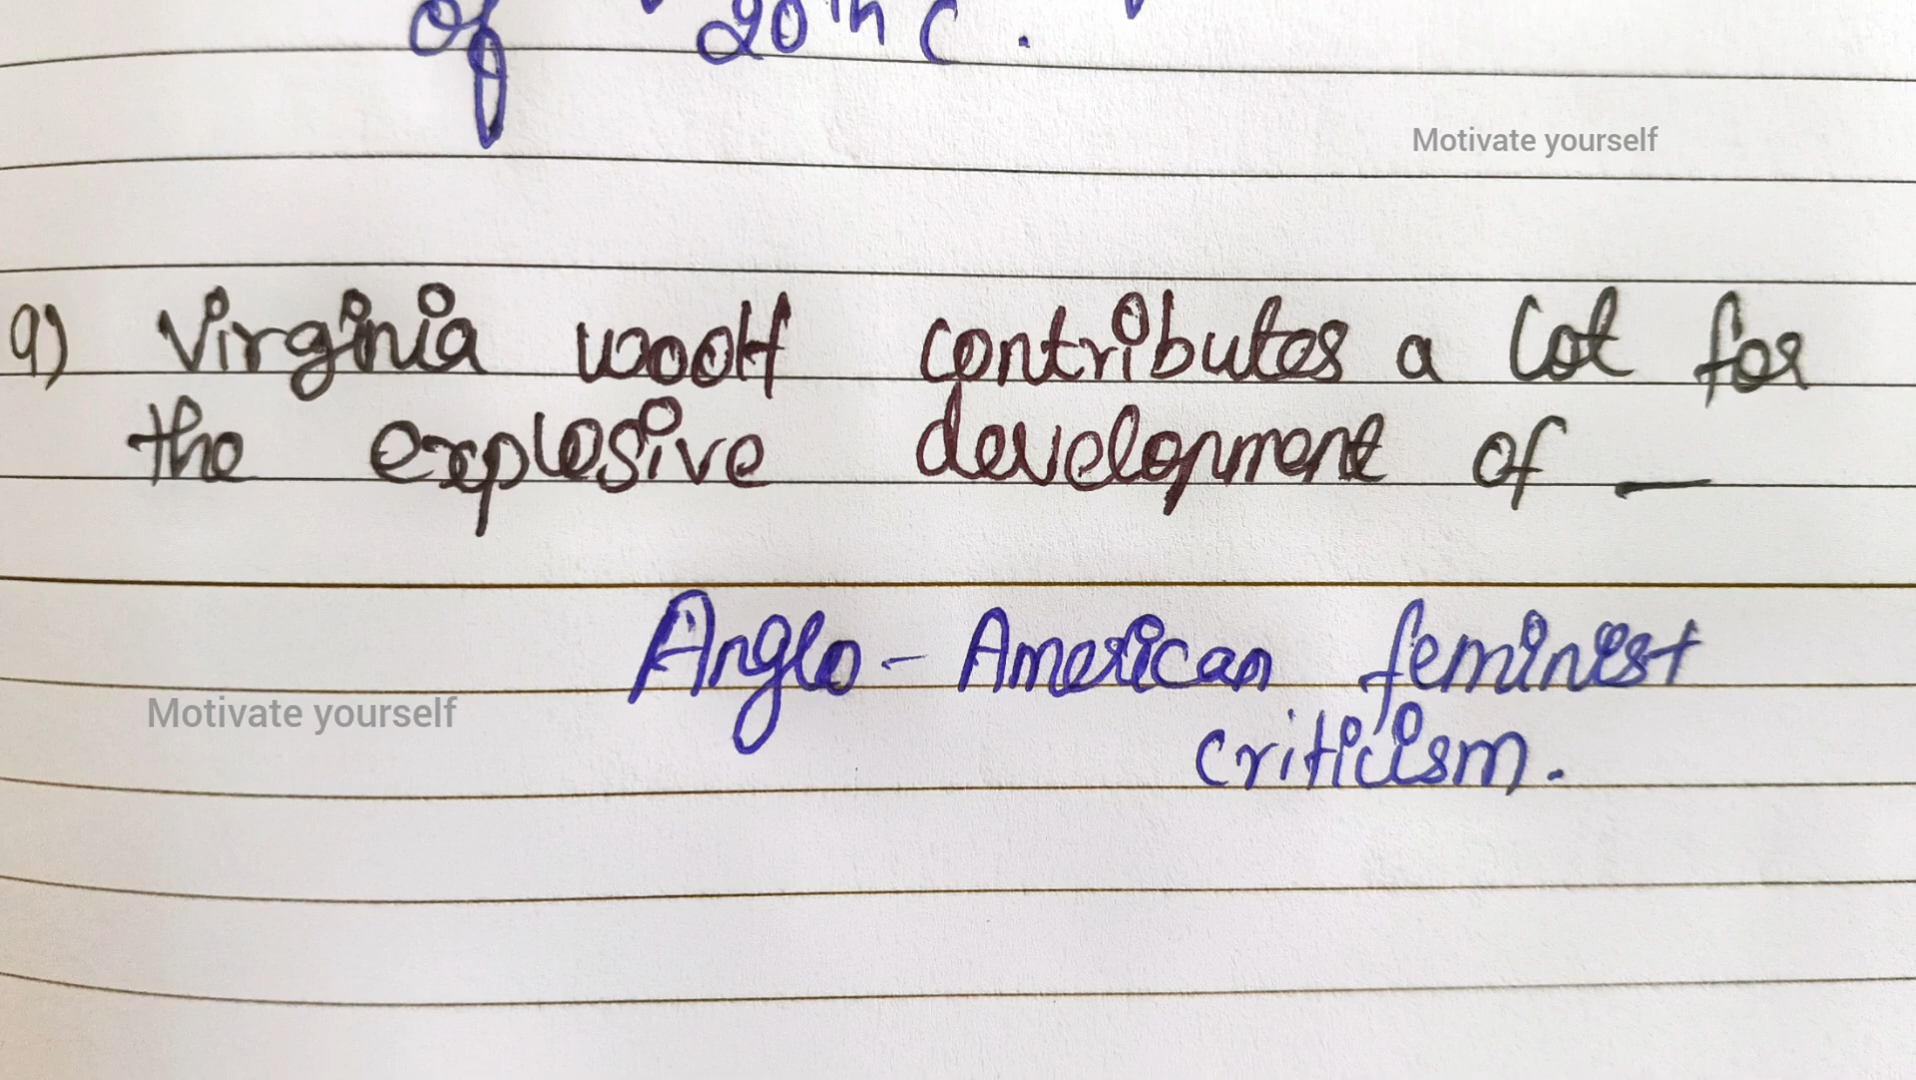 of 20th C.
Motivate yourself
9) Virginia woolf contributes a lot for
the explosive development of —
Anglo - American feminist
Motivate yourself
criticism.